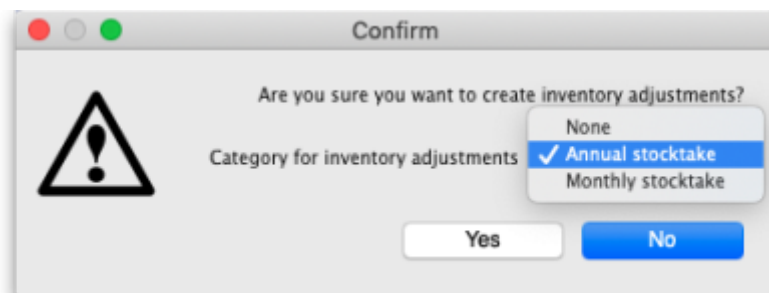 Confirm
Are you sure you want to create inventory adjustments?
Category for inventory adjustments
None
✓ Annual stocktake
Monthly stocktake
Yes
No